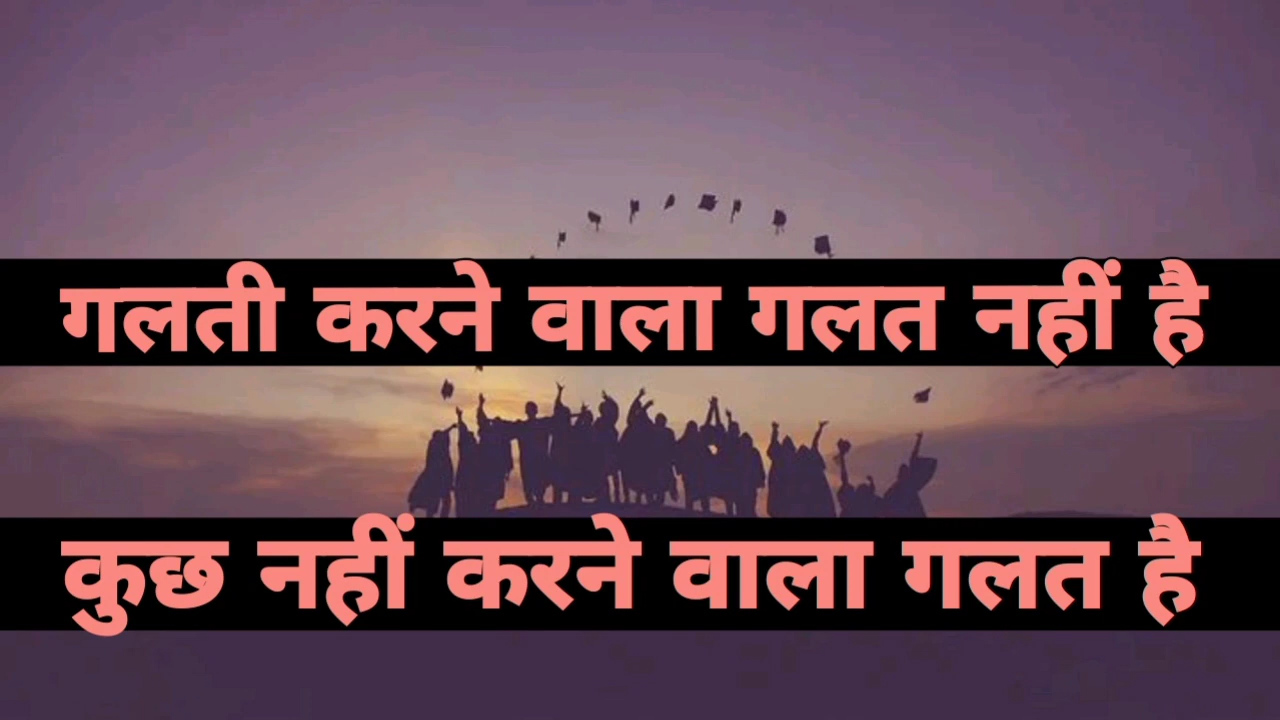 गलती करने वाला गलत नहीं है
कुछ नहीं करने वाला गलत है